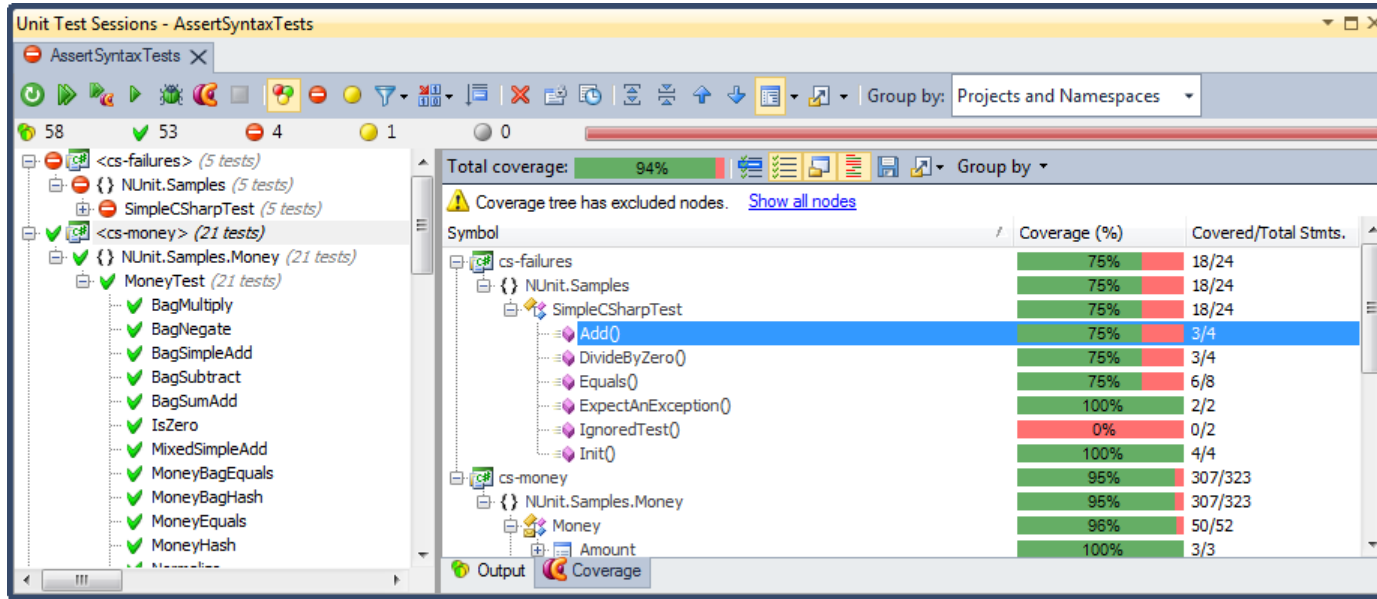 Unit Test Sessions - AssertSyntaxTests
AssertSyntaxTests
Group by: Projects and Namespaces
58 53 4 1 0
<cs-failures> (5 tests)
{} NUnit.Samples (5 tests)
SimpleCSharpTest (5 tests)
<cs-money> (21 tests)
{} NUnit.Samples.Money (21 tests)
MoneyTest (21 tests)
BagMultiply
BagNegate
BagSimpleAdd
BagSubtract
BagSumAdd
IsZero
MixedSimpleAdd
MoneyBagEquals
MoneyBagHash
MoneyEquals
MoneyHash
Total coverage: 94% Group by
Coverage tree has excluded nodes. Show all nodes
Symbol / Coverage (%) Covered/Total Stmts.
cs-failures 75% 18/24
{} NUnit.Samples 75% 18/24
SimpleCSharpTest 75% 18/24
Add() 75% 3/4
DivideByZero() 75% 3/4
Equals() 75% 6/8
ExpectAnException() 100% 2/2
IgnoredTest() 0% 0/2
Init() 100% 4/4
cs-money 95% 307/323
{} NUnit.Samples.Money 95% 307/323
Money 96% 50/52
Amount 100% 3/3
Output Coverage